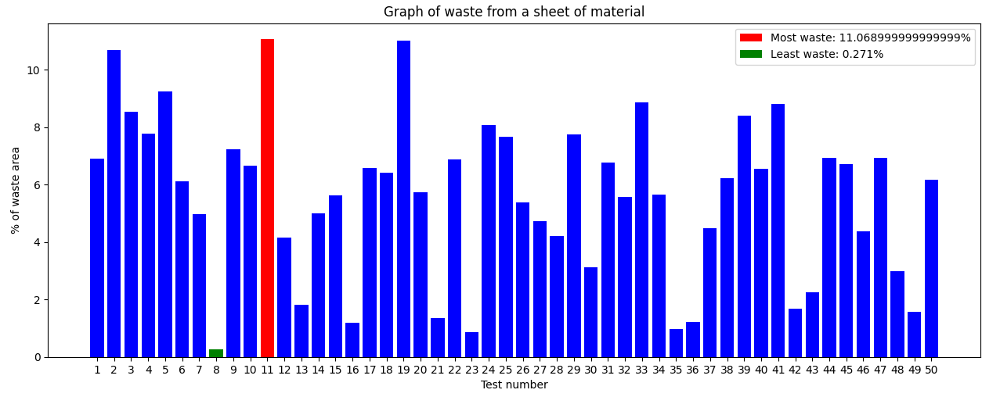 Graph of waste from a sheet of material
Most waste: 11.068999999999999%
Least waste: 0.271%
% of waste area
10
8
6
4
2
0
1 2 3 4 5 6 7 8 9 10 11 12 13 14 15 16 17 18 19 20 21 22 23 24 25 26 27 28 29 30 31 32 33 34 35 36 37 38 39 40 41 42 43 44 45 46 47 48 49 50
Test number